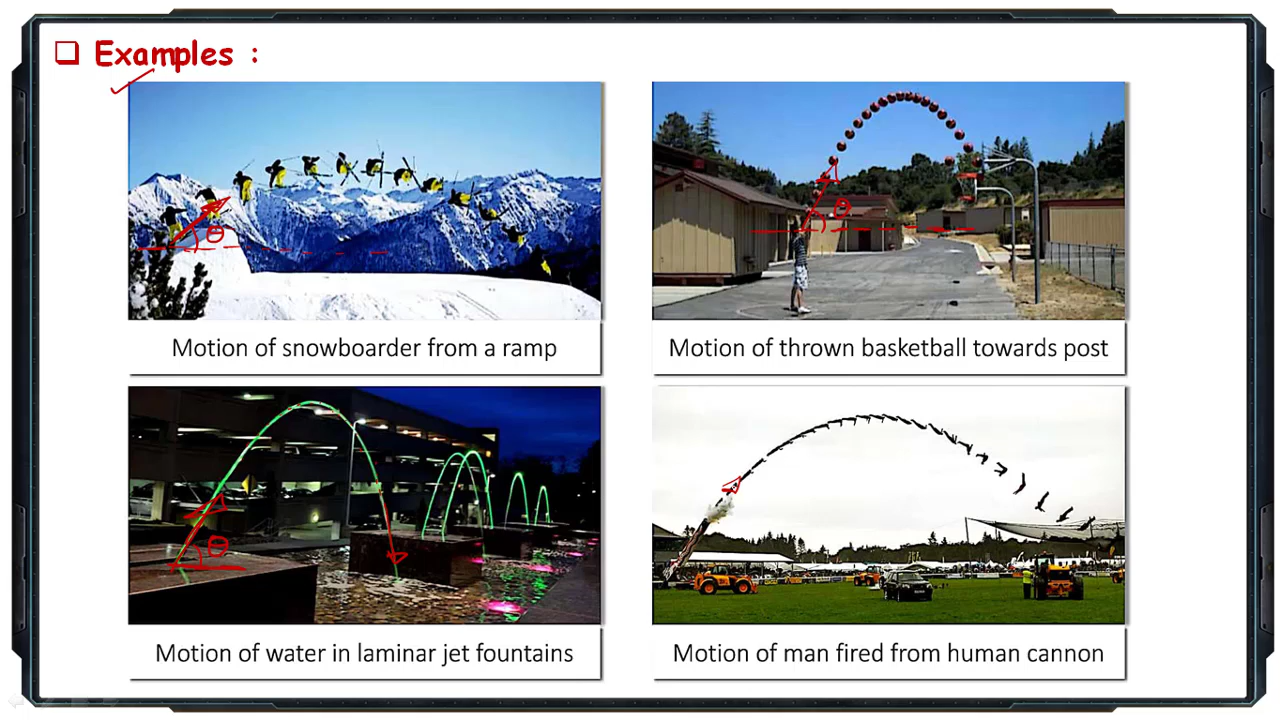 ❑ Examples :
θ
θ
Motion of snowboarder from a ramp
Motion of thrown basketball towards post
θ
Motion of water in laminar jet fountains
Motion of man fired from human cannon